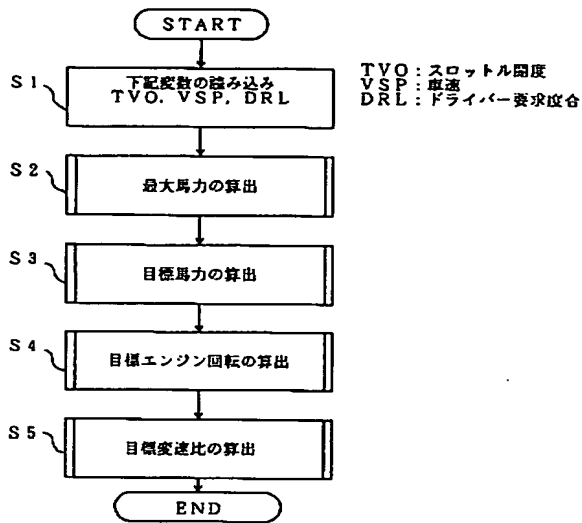 START
S1
下記変数の読み込み
TVO, VSP, DRL
TVO:スロットル開度
VSP:車速
DRL:ドライバー要求度合
S2
最大馬力の算出
S3
目標馬力の算出
S4
目標エンジン回転の算出
S5
目標変速比の算出
END